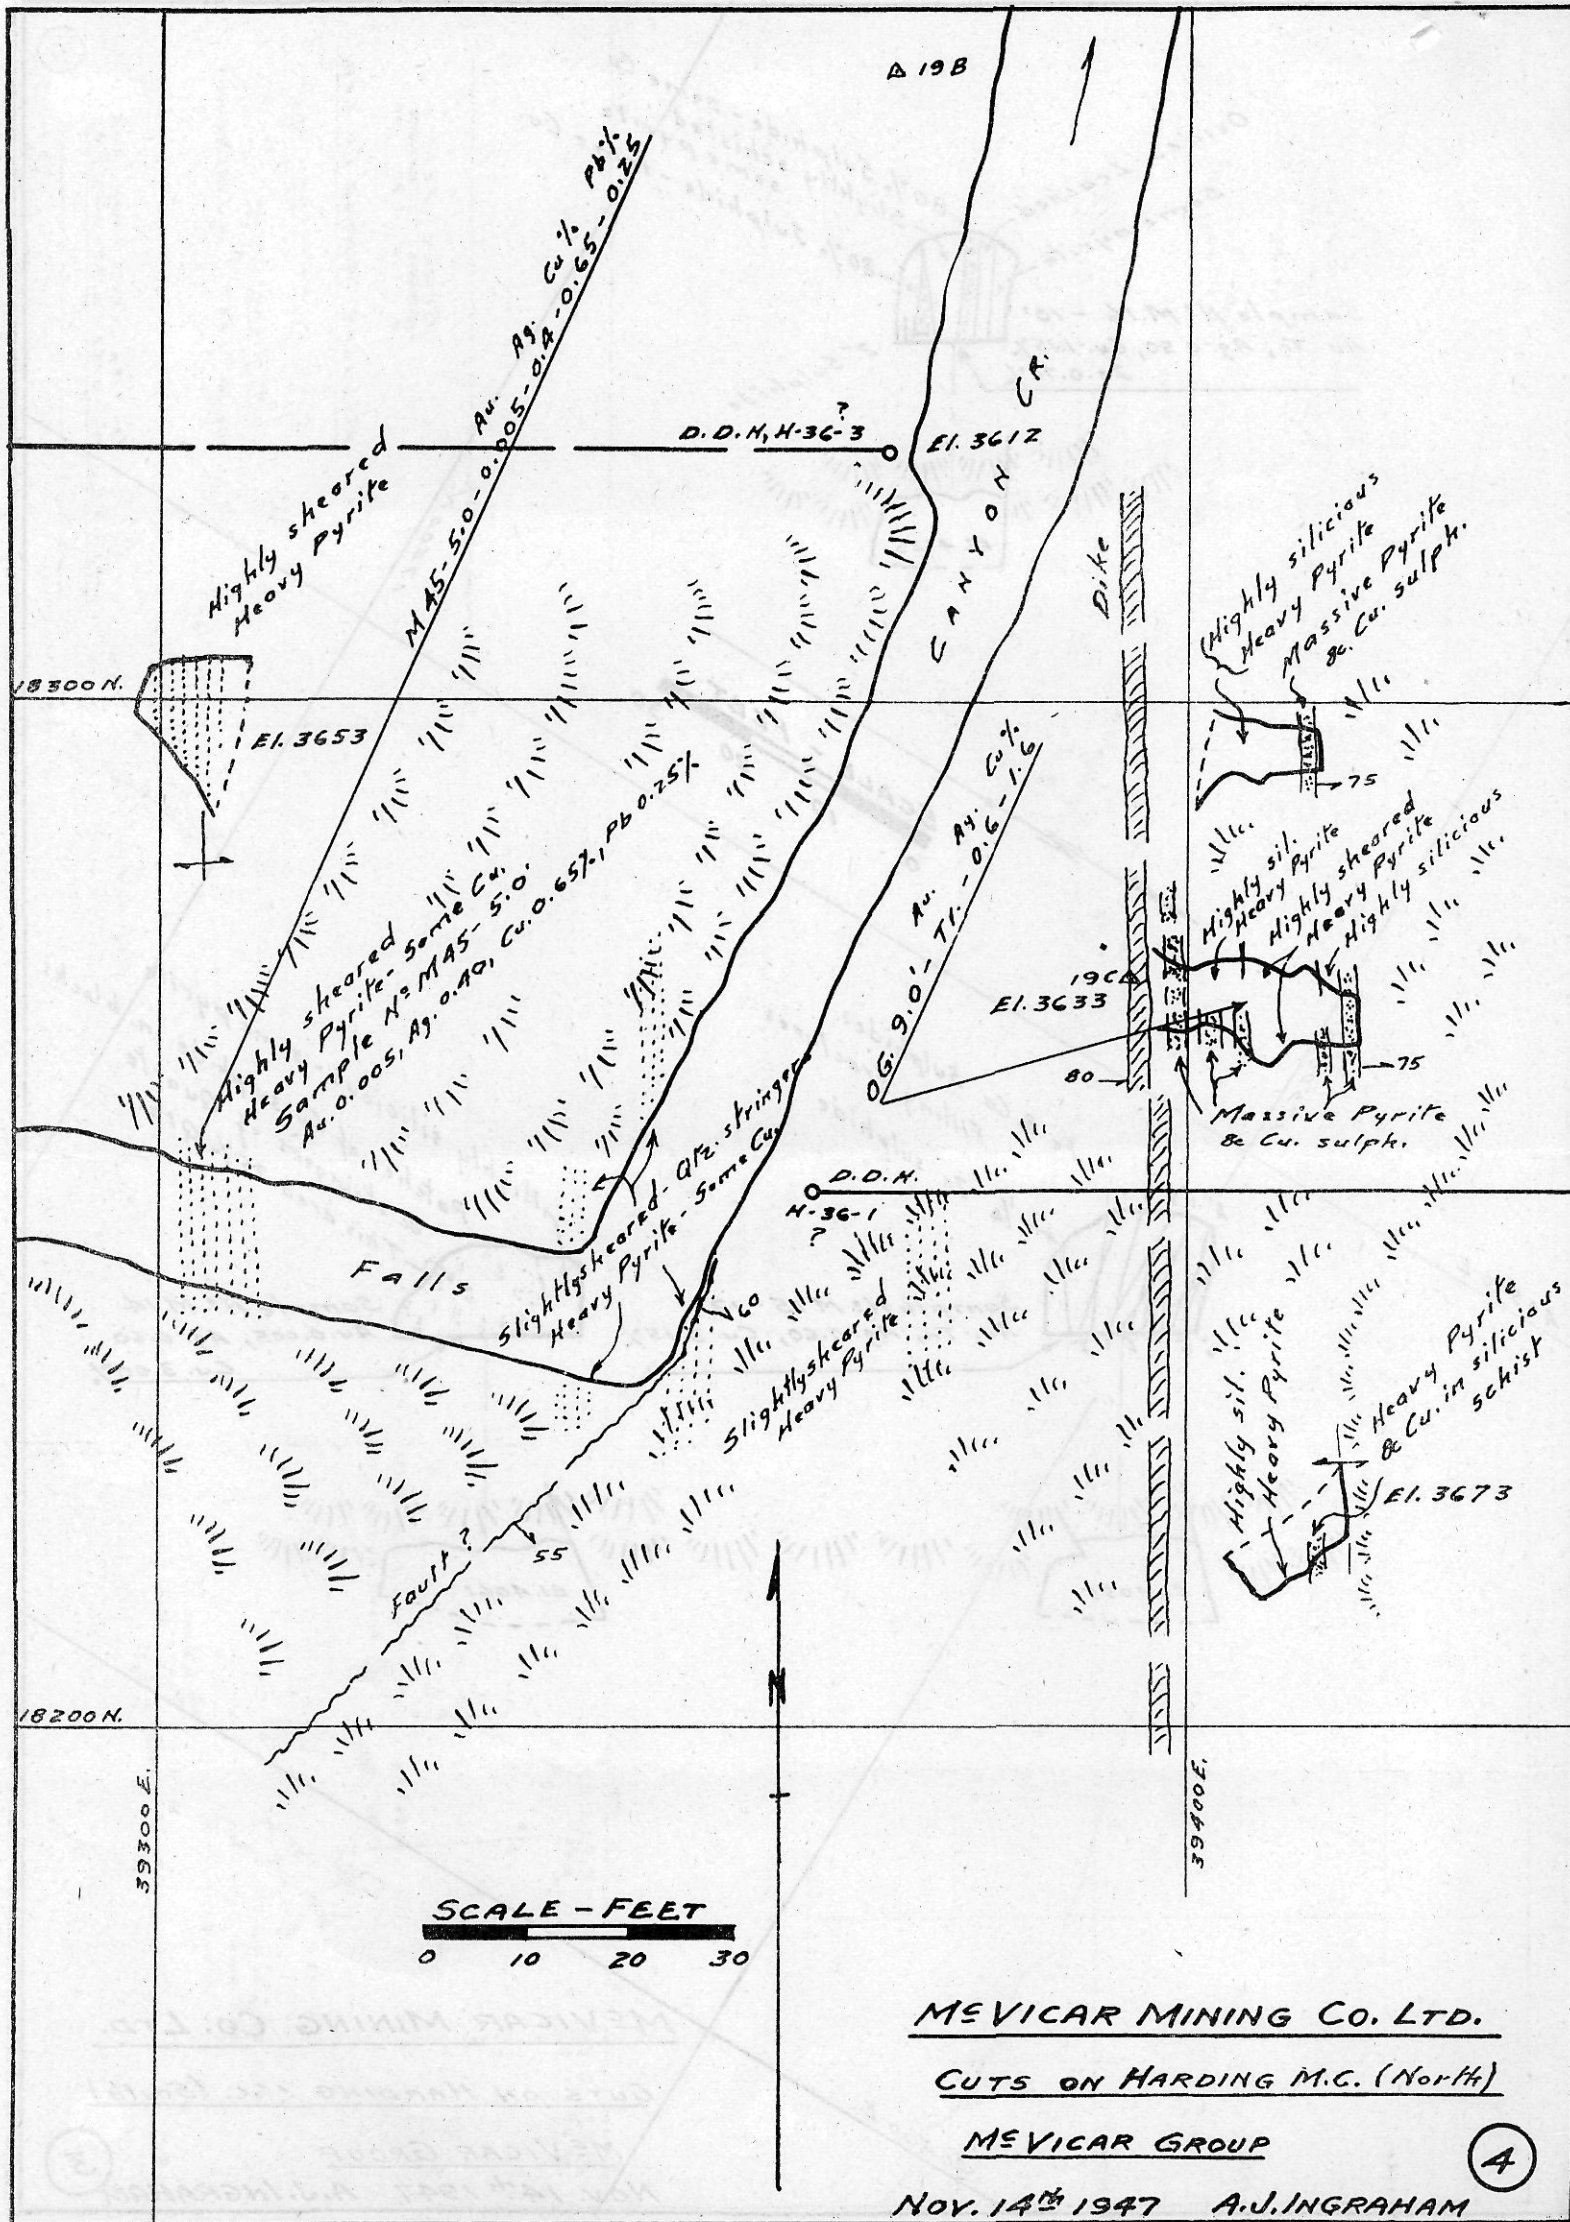 △ 19B
Pb%
Cu%
Ag.
Au.
M45-5.0-0.005-0.4-0.65-0.25
D.D.H, H-36-3
?
El. 3612
CANYON CR.
Highly sheared
Heavy Pyrite
Dike
Highly silicious
Heavy Pyrite
Massive Pyrite
& Cu. sulph.
18300 N.
El. 3653
75
Au. Ag. Cu%
OG. 9.0'- Tr. - 0.6 - 1.6
Highly sil.
Heavy Pyrite
Highly sheared
Heavy Pyrite
Highly silicious
Highly sheared
Heavy Pyrite - Some Cu.
Sample Nº M45- 5.0'
Au. 0.005, Ag. 0.40, Cu. 0.65%, Pb 0.25%
19C△
El. 3633
80
75
Massive Pyrite
& Cu. sulph.
D.D.H.
H-36-1
?
Falls
Slightly sheared - Qtz. stringers
Heavy Pyrite - Some Cu.
60
Slightly sheared
Heavy Pyrite
Highly sil.
Heavy Pyrite
Heavy Pyrite
& Cu. in silicious
schist
El. 3673
Fault ?
55
N
18200 N.
39300 E.
39400 E.
SCALE - FEET
0 10 20 30
McVICAR MINING CO. LTD.
CUTS ON HARDING M.C. (North)
McVICAR GROUP
4
NOV. 14th 1947 A.J. INGRAHAM